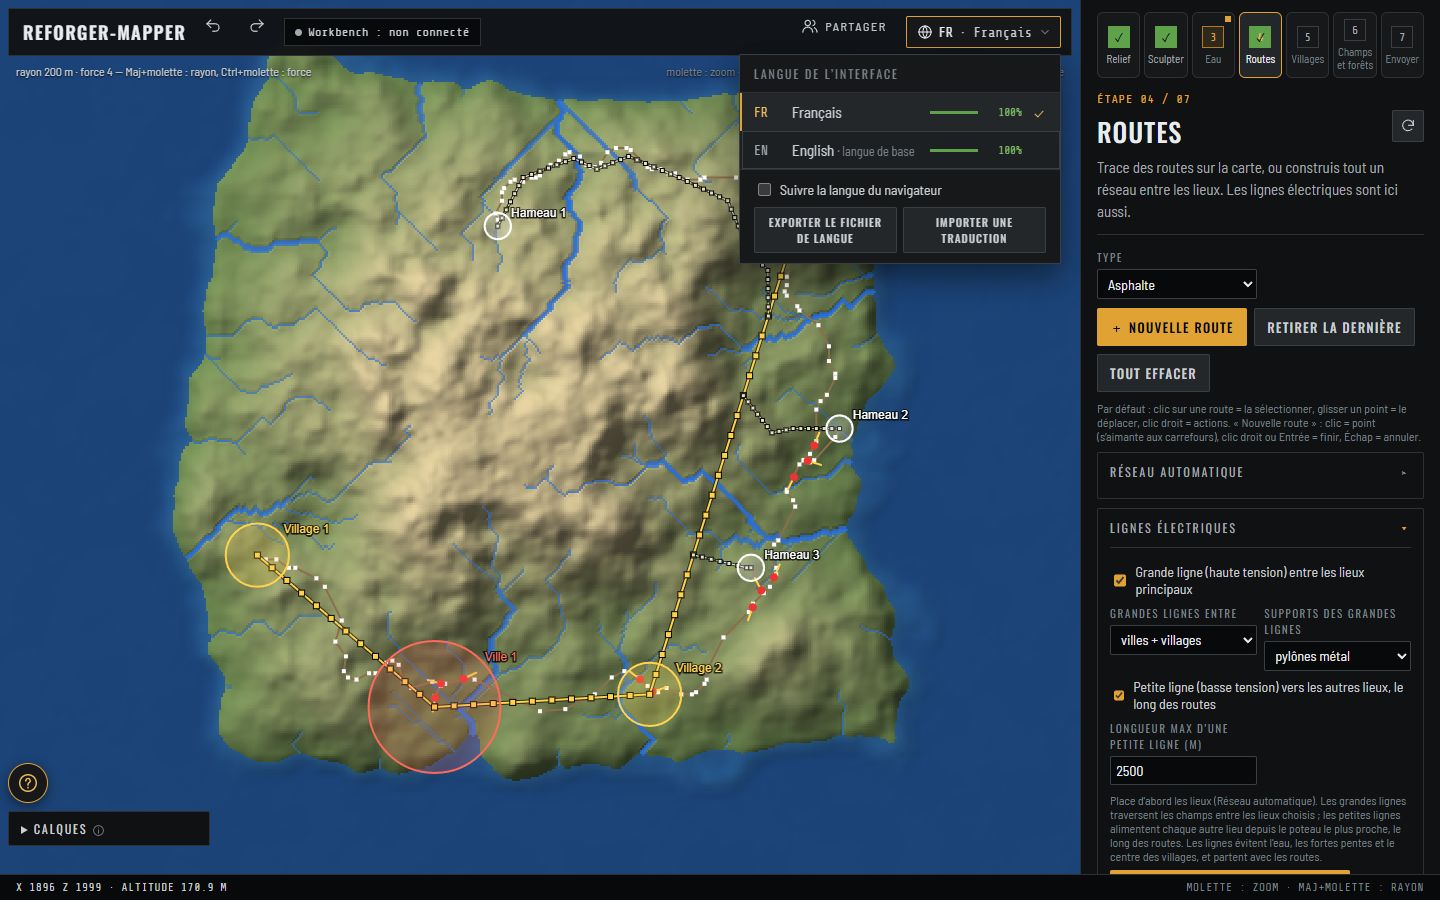 REFORGER-MAPPER
Workbench : non connecté
PARTAGER
FR · Français
rayon 200 m · force 4 — Maj+molette : rayon, Ctrl+molette : force
molette : zoom
LANGUE DE L'INTERFACE
FR Français 100%
EN English · langue de base 100%
Suivre la langue du navigateur
EXPORTER LE FICHIER
DE LANGUE
IMPORTER UNE
TRADUCTION
Hameau 1
Hameau 2
Village 1
Hameau 3
Ville 1
Village 2
CALQUES
X 1896 Z 1999 · ALTITUDE 170.9 M
MOLETTE : ZOOM · MAJ+MOLETTE : RAYON
Relief
Sculpter
3
Eau
Routes
5
Villages
6
Champs
et forêts
7
Envoyer
ÉTAPE 04 / 07
ROUTES
Trace des routes sur la carte, ou construis tout un
réseau entre les lieux. Les lignes électriques sont ici
aussi.
TYPE
Asphalte
+ NOUVELLE ROUTE
RETIRER LA DERNIÈRE
TOUT EFFACER
Par défaut : clic sur une route = la sélectionner, glisser un point = le
déplacer, clic droit = actions. « Nouvelle route » : clic = point
(s'aimante aux carrefours), clic droit ou Entrée = finir, Échap = annuler.
RÉSEAU AUTOMATIQUE
LIGNES ÉLECTRIQUES
Grande ligne (haute tension) entre les lieux
principaux
GRANDES LIGNES ENTRE
villes + villages
SUPPORTS DES GRANDES
LIGNES
pylônes métal
Petite ligne (basse tension) vers les autres lieux, le
long des routes
LONGUEUR MAX D'UNE
PETITE LIGNE (M)
2500
Place d'abord les lieux (Réseau automatique). Les grandes lignes
traversent les champs entre les lieux choisis ; les petites lignes
alimentent chaque autre lieu depuis le poteau le plus proche, le
long des routes. Les lignes évitent l'eau, les fortes pentes et le
centre des villages, et partent avec les routes.